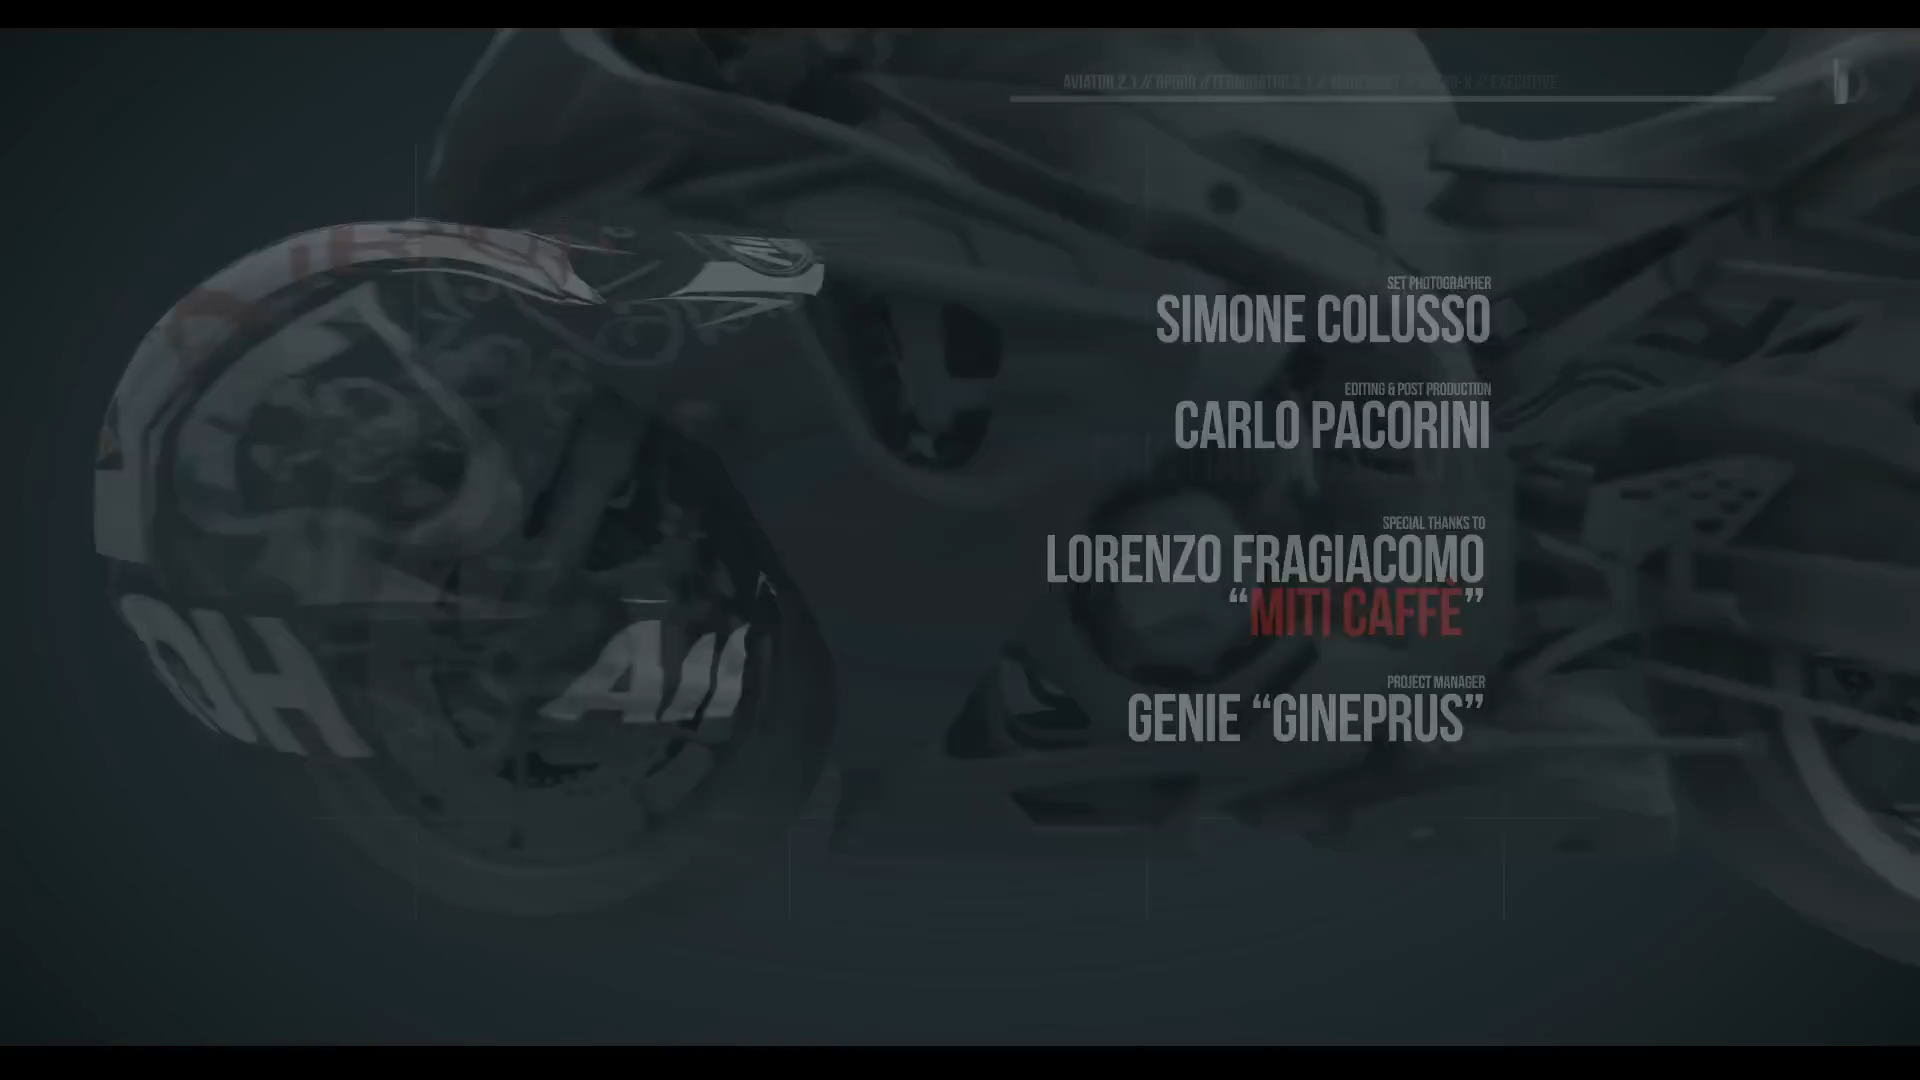 SET PHOTOGRAPHER
SIMONE COLUSSO
EDITING & POST PRODUCTION
CARLO PACORINI
SPECIAL THANKS TO
LORENZO FRAGIACOMO
“MITI CAFFÈ”
PROJECT MANAGER
GENIE “GINEPRUS”